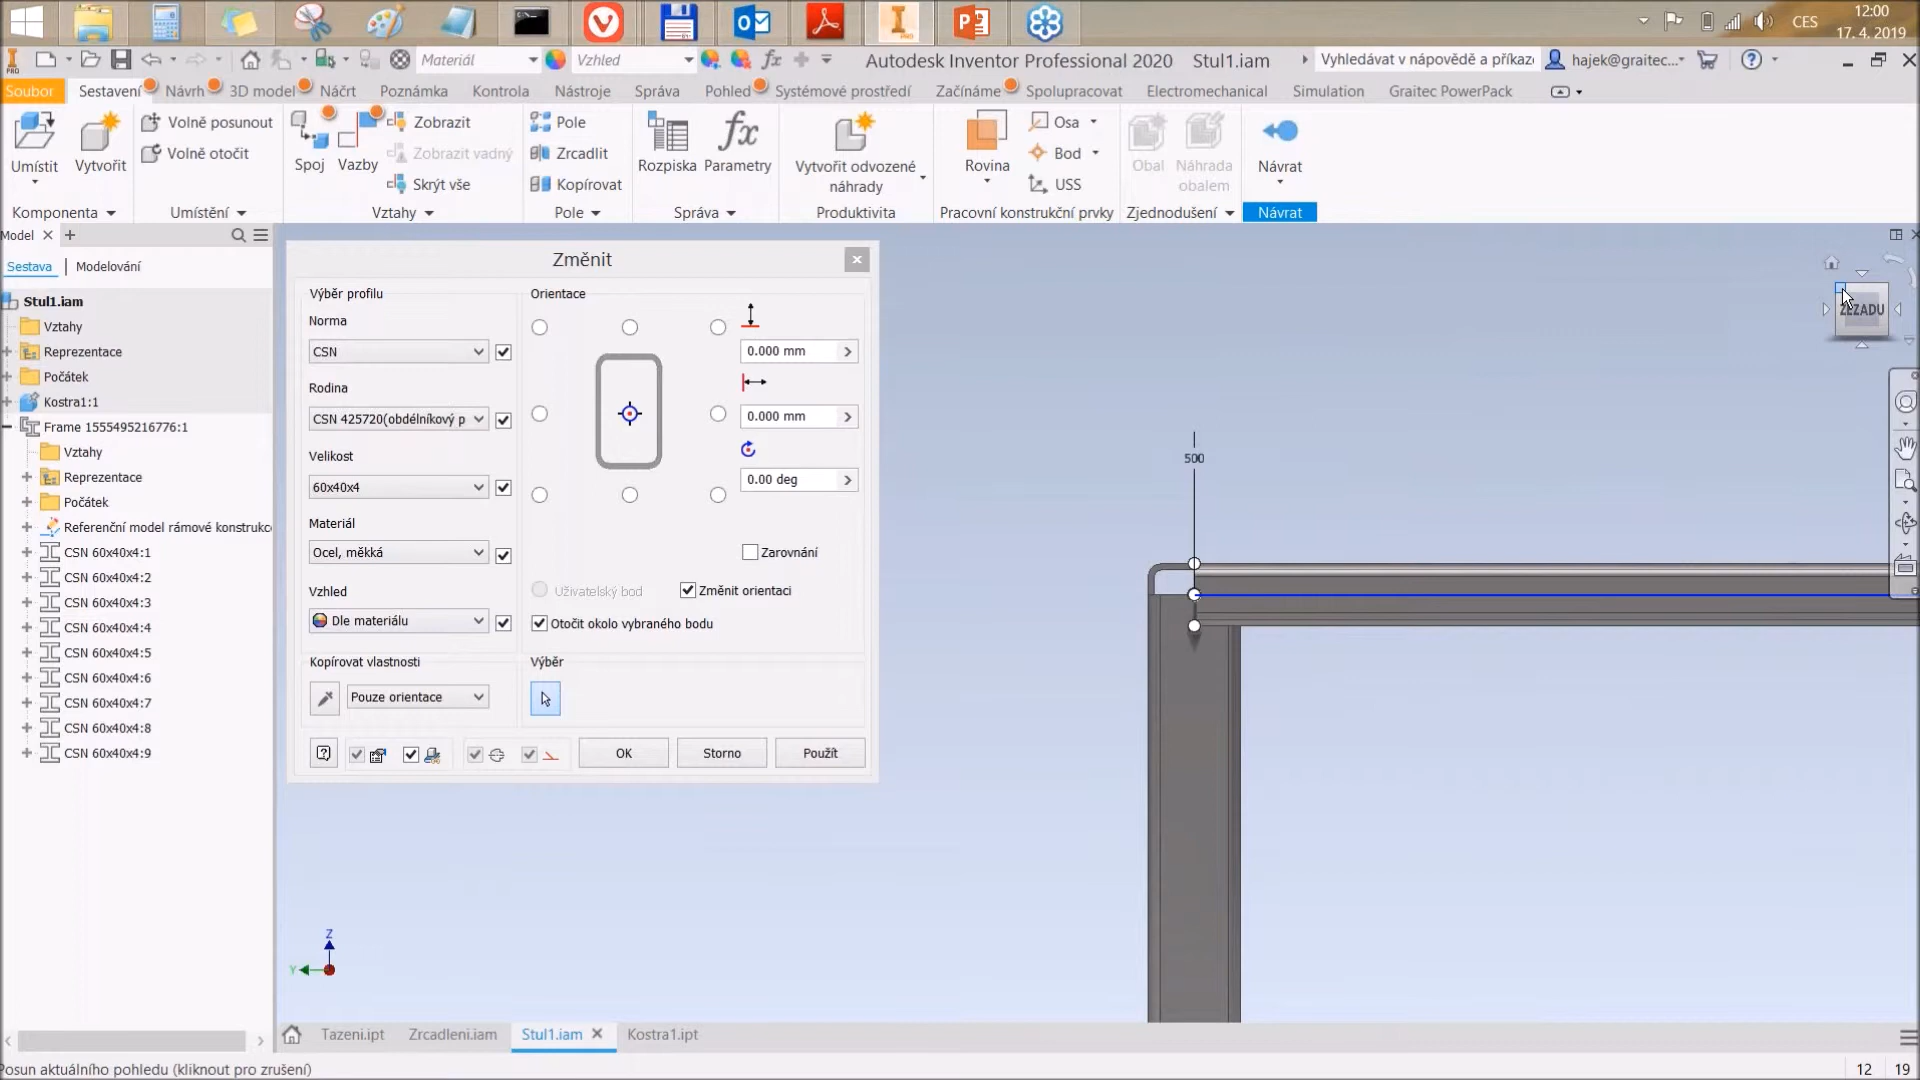 CES
12:00
17. 4. 2019
PRO
Materiál
Vzhled
Autodesk Inventor Professional 2020 Stul1.iam
Vyhledávat v nápovědě a příkaz
hajek@graitec...
Soubor
Sestavení
Návrh
3D model
Náčrt
Poznámka
Kontrola
Nástroje
Správa
Pohled
Systémové prostředí
Začínáme
Spolupracovat
Electromechanical
Simulation
Graitec PowerPack
Umístit
Vytvořit
Volně posunout
Volně otočit
Spoj
Vazby
Zobrazit
Zobrazit vadný
Skrýt vše
Pole
Zrcadlit
Kopírovat
Rozpiska
Parametry
Vytvořit odvozené
náhrady
Rovina
Osa
Bod
USS
Obal
Náhrada
obalem
Návrat
Komponenta
Umístění
Vztahy
Pole
Správa
Produktivita
Pracovní konstrukční prvky
Zjednodušení
Návrat
Model
Sestava
Modelování
Stul1.iam
Vztahy
Reprezentace
Počátek
Kostra1:1
Frame 1555495216776:1
Vztahy
Reprezentace
Počátek
Referenční model rámové konstrukc
CSN 60x40x4:1
CSN 60x40x4:2
CSN 60x40x4:3
CSN 60x40x4:4
CSN 60x40x4:5
CSN 60x40x4:6
CSN 60x40x4:7
CSN 60x40x4:8
CSN 60x40x4:9
Změnit
Výběr profilu
Norma
CSN
Rodina
CSN 425720(obdélníkový p
Velikost
60x40x4
Materiál
Ocel, měkká
Vzhled
Dle materiálu
Kopírovat vlastnosti
Pouze orientace
Orientace
0.000 mm
0.000 mm
0.00 deg
Zarovnání
Uživatelský bod
Změnit orientaci
Otočit okolo vybraného bodu
Výběr
OK
Storno
Použít
500
ZEZADU
Z
Y
Tazeni.ipt
Zrcadleni.iam
Stul1.iam
Kostra1.ipt
Posun aktuálního pohledu (kliknout pro zrušení)
12
19